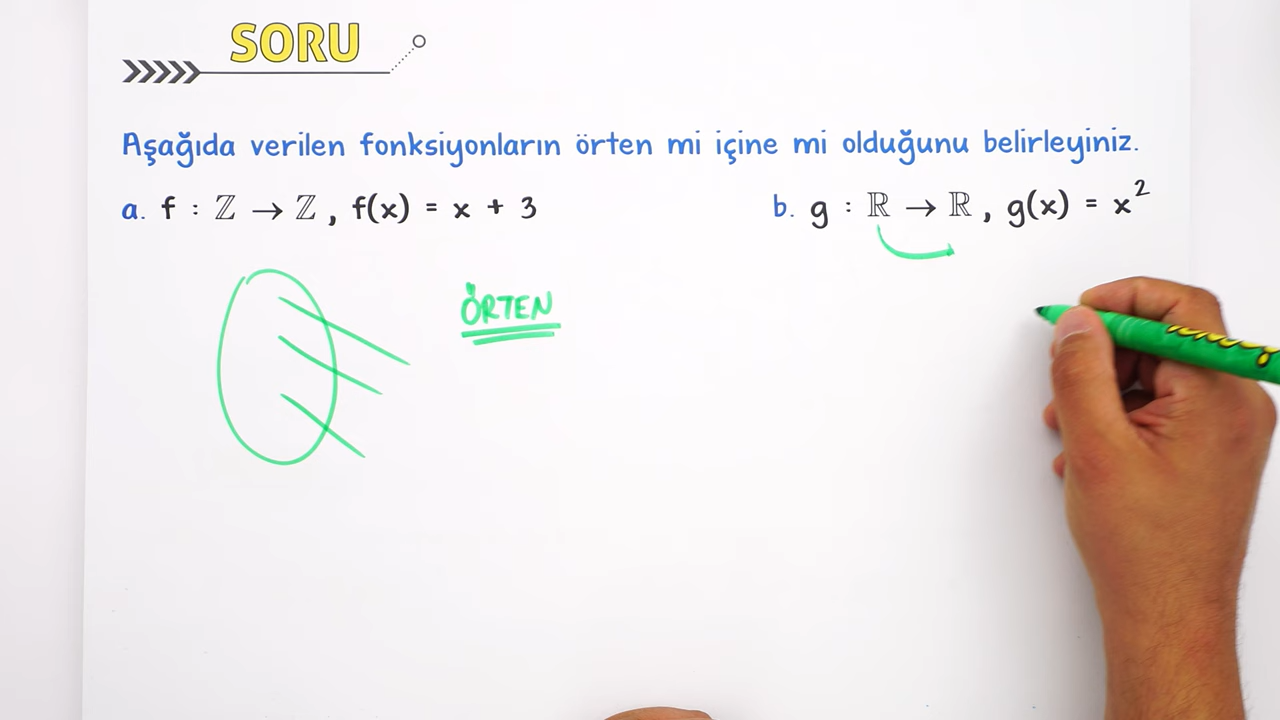 SORU
Aşağıda verilen fonksiyonların örten mi içine mi olduğunu belirleyiniz.
a. f : ℤ → ℤ , f(x) = x + 3
b. g : ℝ → ℝ , g(x) = x²
ÖRTEN